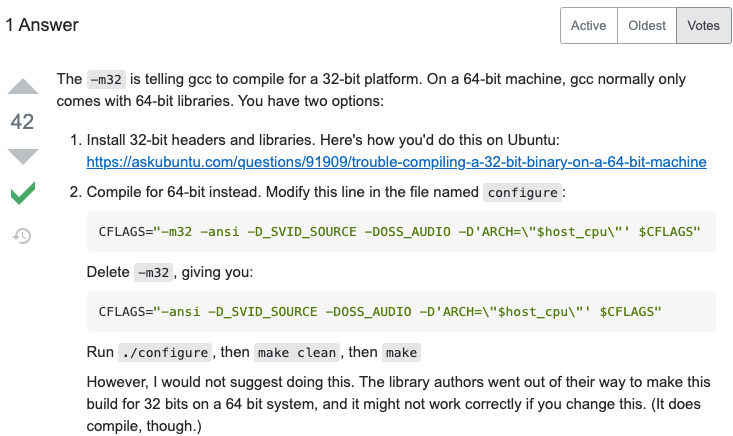 1 Answer
Active Oldest Votes
The -m32 is telling gcc to compile for a 32-bit platform. On a 64-bit machine, gcc normally only
comes with 64-bit libraries. You have two options:
42
1. Install 32-bit headers and libraries. Here's how you'd do this on Ubuntu:
https://askubuntu.com/questions/91909/trouble-compiling-a-32-bit-binary-on-a-64-bit-machine
2. Compile for 64-bit instead. Modify this line in the file named configure:
CFLAGS="-m32 -ansi -D_SVID_SOURCE -DOSS_AUDIO -D'ARCH=\"$host_cpu\"' $CFLAGS"
Delete -m32, giving you:
CFLAGS="-ansi -D_SVID_SOURCE -DOSS_AUDIO -D'ARCH=\"$host_cpu\"' $CFLAGS"
Run ./configure, then make clean, then make
However, I would not suggest doing this. The library authors went out of their way to make this
build for 32 bits on a 64 bit system, and it might not work correctly if you change this. (It does
compile, though.)